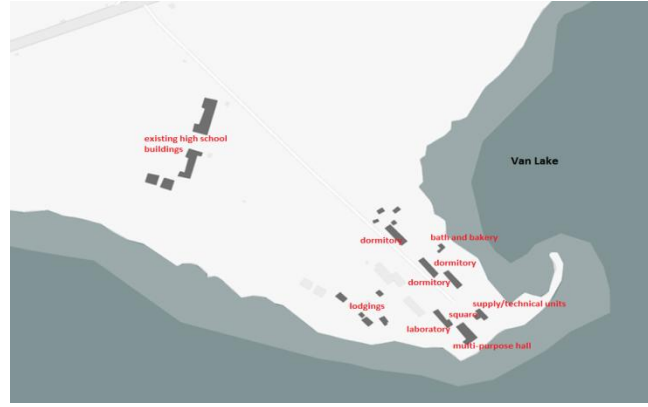 existing high school
buildings
Van Lake
dormitory
bath and bakery
dormitory
dormitory
supply/technical units
lodgings
square
laboratory
multi-purpose hall